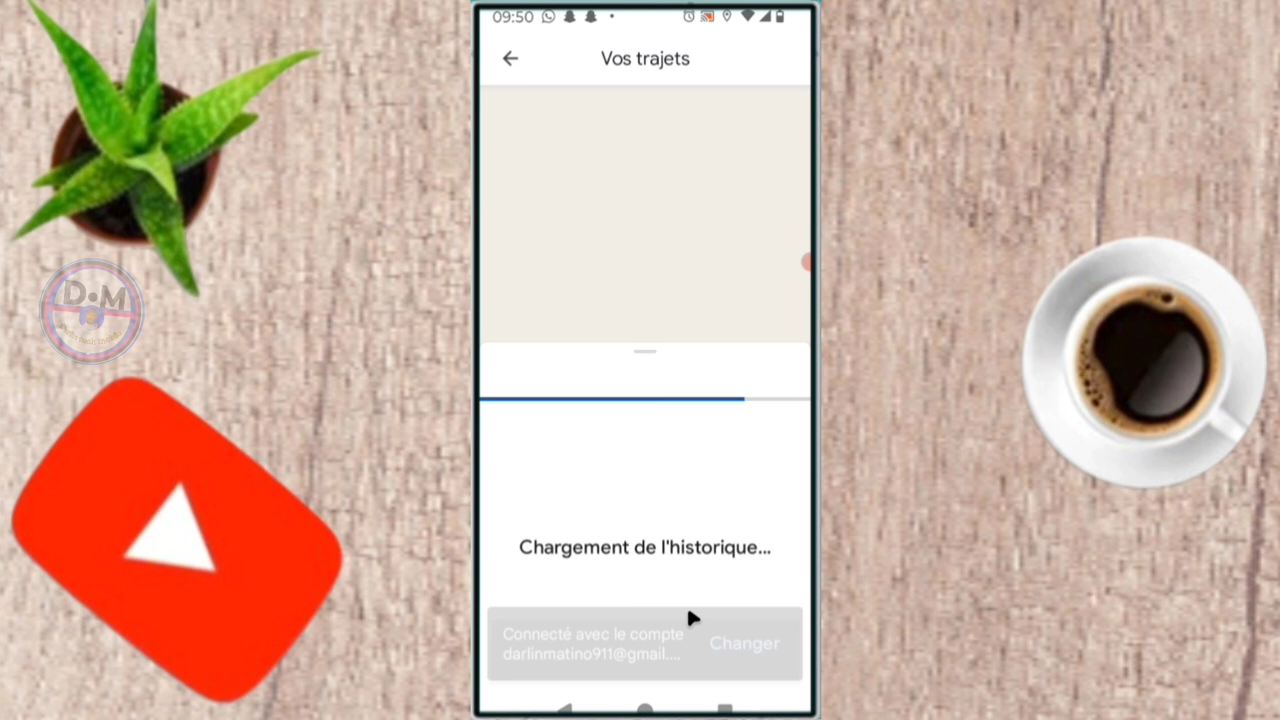 09:50
Vos trajets
D•M
Chargement de l'historique...
Connecté avec le compte
darlinmatino911@gmail....
Changer